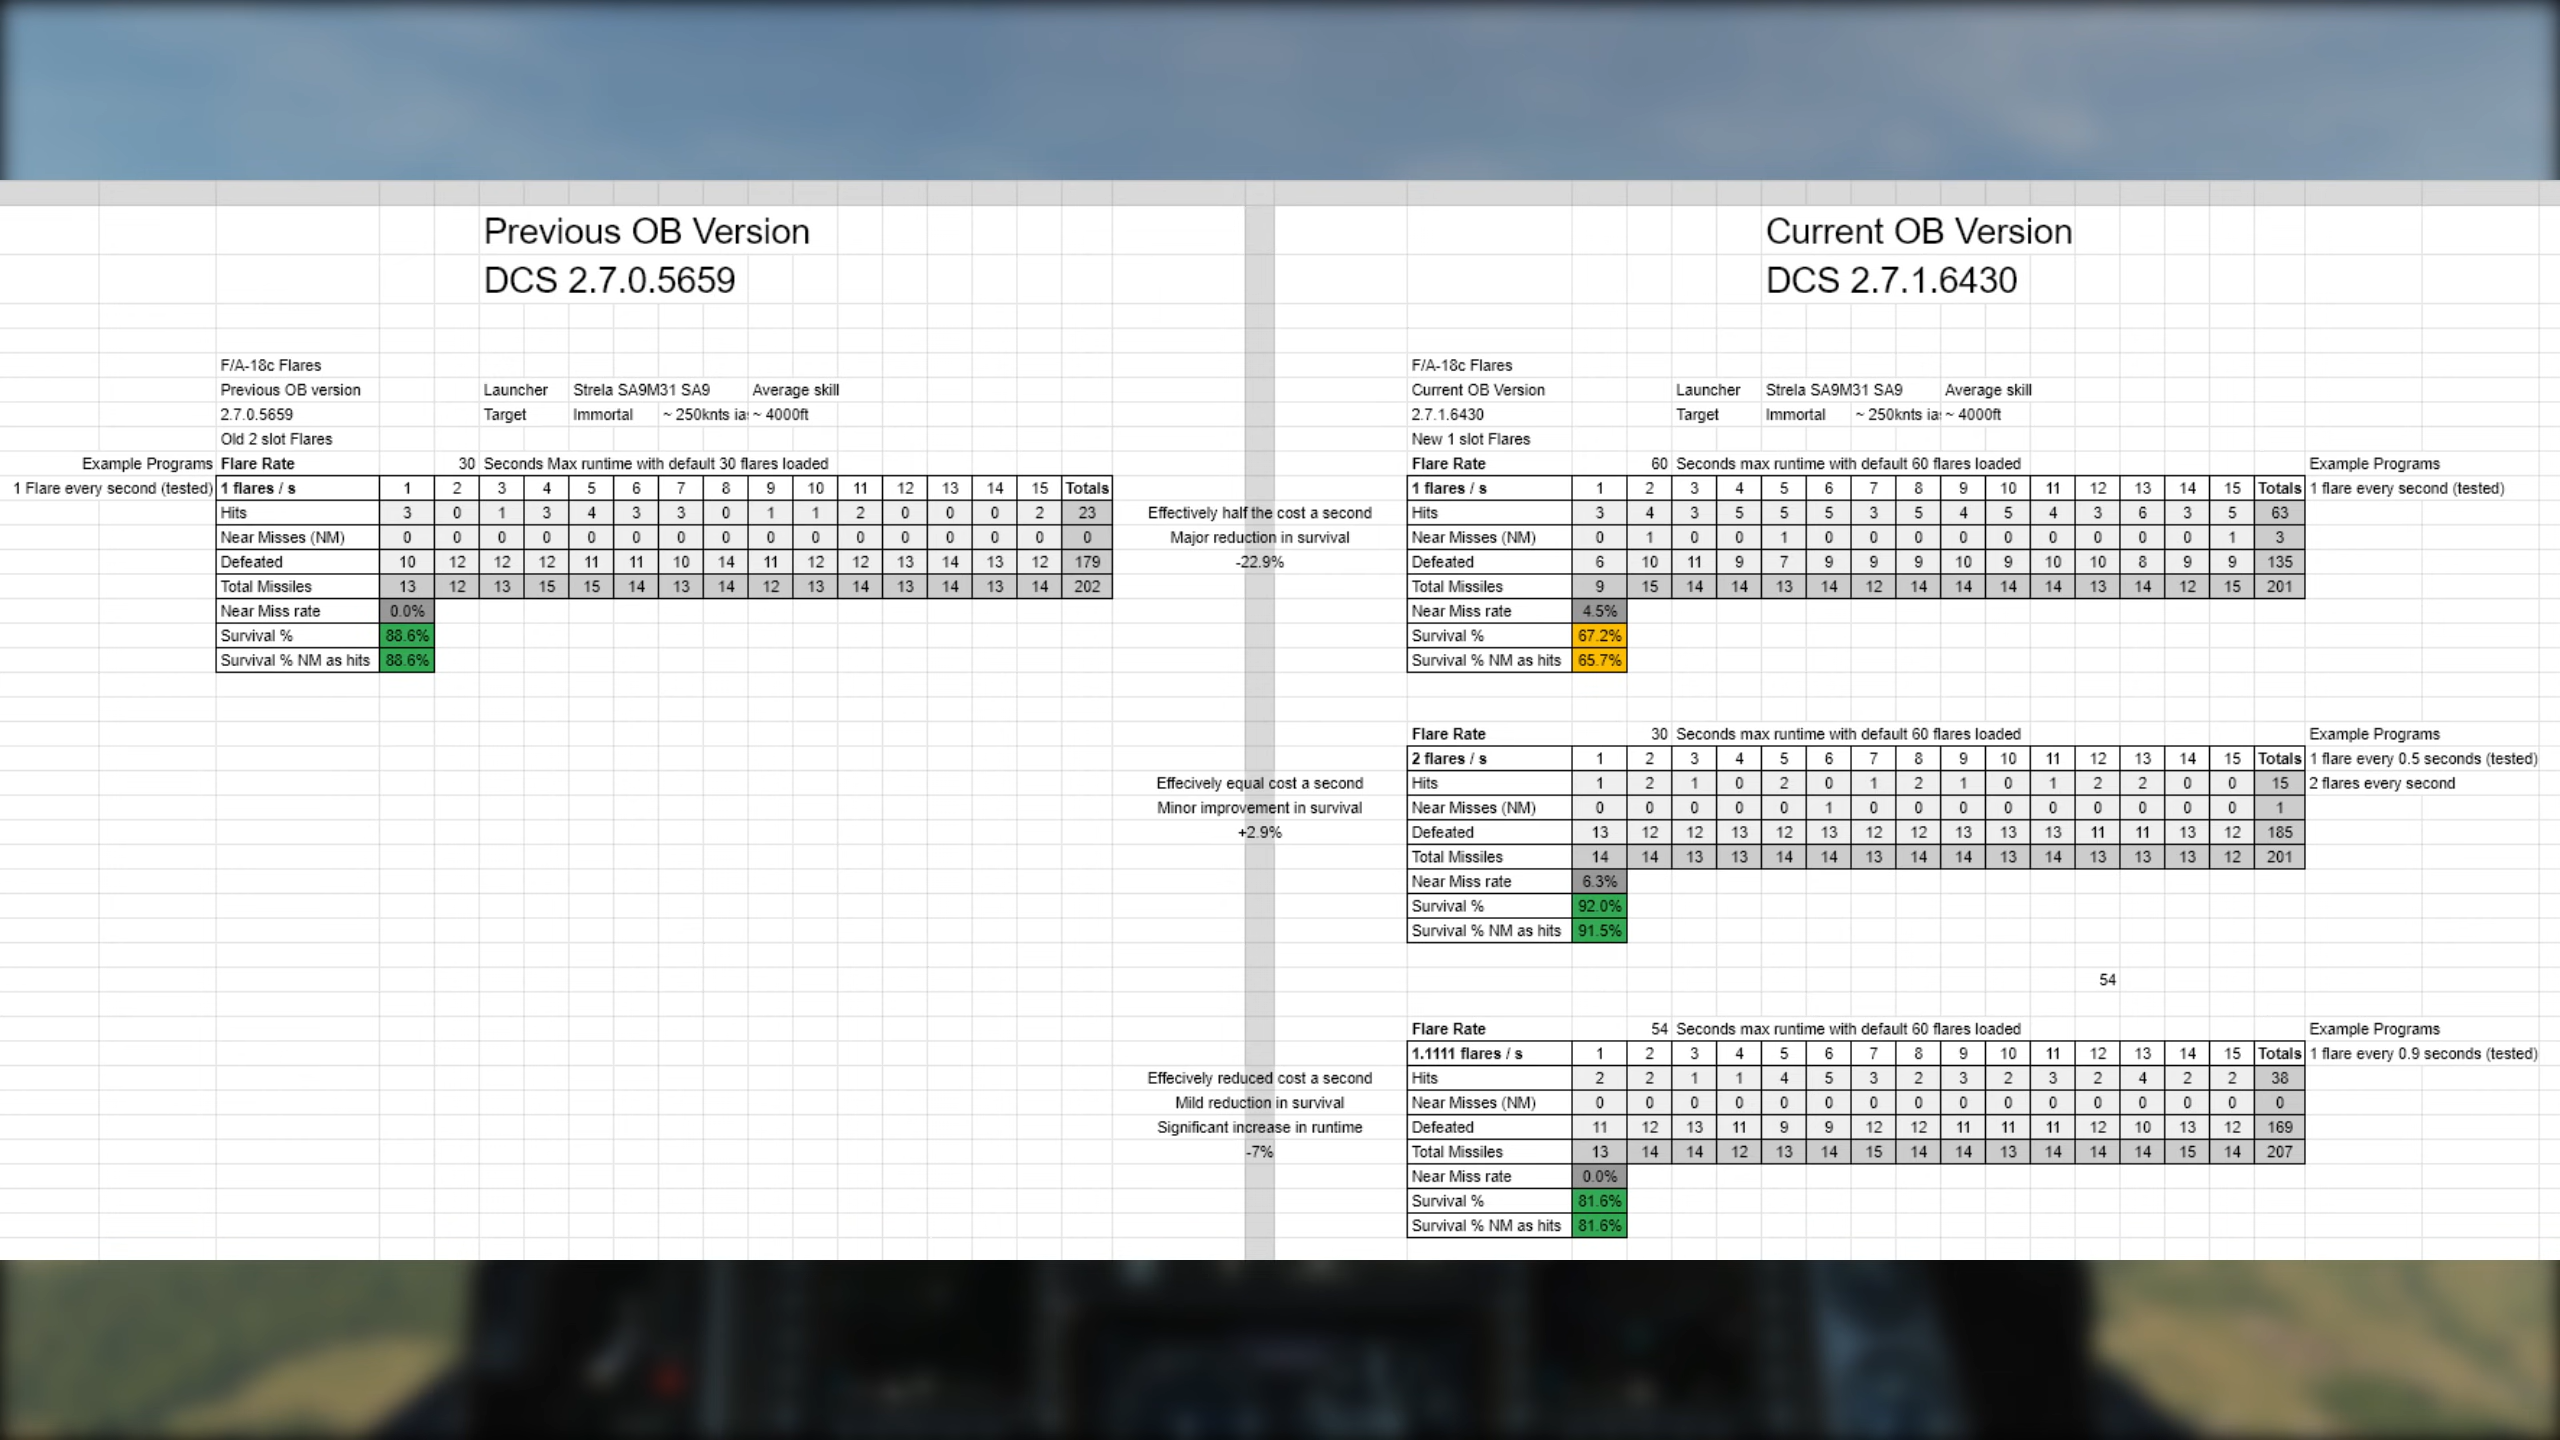 Previous OB Version
DCS 2.7.0.5659
F/A-18c Flares
Previous OB version Launcher Strela SA9M31 SA9 Average skill
2.7.0.5659 Target Immortal ~ 250knts ia: ~ 4000ft
Old 2 slot Flares
Example Programs Flare Rate 30 Seconds Max runtime with default 30 flares loaded
1 Flare every second (tested) 1 flares / s 1 2 3 4 5 6 7 8 9 10 11 12 13 14 15 Totals
Hits 3 0 1 3 4 3 3 0 1 1 2 0 0 0 2 23
Near Misses (NM) 0 0 0 0 0 0 0 0 0 0 0 0 0 0 0 0
Defeated 10 12 12 12 11 11 10 14 11 12 12 13 14 13 12 179
Total Missiles 13 12 13 15 15 14 13 14 12 13 14 13 14 13 14 202
Near Miss rate 0.0%
Survival % 88.6%
Survival % NM as hits 88.6%
Effectively half the cost a second
Major reduction in survival
-22.9%
Effecively equal cost a second
Minor improvement in survival
+2.9%
Effecively reduced cost a second
Mild reduction in survival
Significant increase in runtime
-7%
Current OB Version
DCS 2.7.1.6430
F/A-18c Flares
Current OB Version Launcher Strela SA9M31 SA9 Average skill
2.7.1.6430 Target Immortal ~ 250knts ia: ~ 4000ft
New 1 slot Flares
Flare Rate 60 Seconds max runtime with default 60 flares loaded Example Programs
1 flares / s 1 2 3 4 5 6 7 8 9 10 11 12 13 14 15 Totals 1 flare every second (tested)
Hits 3 4 3 5 5 5 3 5 4 5 4 3 6 3 5 63
Near Misses (NM) 0 1 0 0 1 0 0 0 0 0 0 0 0 0 1 3
Defeated 6 10 11 9 7 9 9 9 10 9 10 10 8 9 9 135
Total Missiles 9 15 14 14 13 14 12 14 14 14 14 13 14 12 15 201
Near Miss rate 4.5%
Survival % 67.2%
Survival % NM as hits 65.7%
Flare Rate 30 Seconds max runtime with default 60 flares loaded Example Programs
2 flares / s 1 2 3 4 5 6 7 8 9 10 11 12 13 14 15 Totals 1 flare every 0.5 seconds (tested)
Hits 1 2 1 0 2 0 1 2 1 0 1 2 2 0 0 15 2 flares every second
Near Misses (NM) 0 0 0 0 0 1 0 0 0 0 0 0 0 0 0 1
Defeated 13 12 12 13 12 13 12 12 13 13 13 11 11 13 12 185
Total Missiles 14 14 13 13 14 14 13 14 14 13 14 13 13 13 12 201
Near Miss rate 6.3%
Survival % 92.0%
Survival % NM as hits 91.5%
54
Flare Rate 54 Seconds max runtime with default 60 flares loaded Example Programs
1.1111 flares / s 1 2 3 4 5 6 7 8 9 10 11 12 13 14 15 Totals 1 flare every 0.9 seconds (tested)
Hits 2 2 1 1 4 5 3 2 3 2 3 2 4 2 2 38
Near Misses (NM) 0 0 0 0 0 0 0 0 0 0 0 0 0 0 0 0
Defeated 11 12 13 11 9 9 12 12 11 11 11 12 10 13 12 169
Total Missiles 13 14 14 12 13 14 15 14 14 13 14 14 14 15 14 207
Near Miss rate 0.0%
Survival % 81.6%
Survival % NM as hits 81.6%